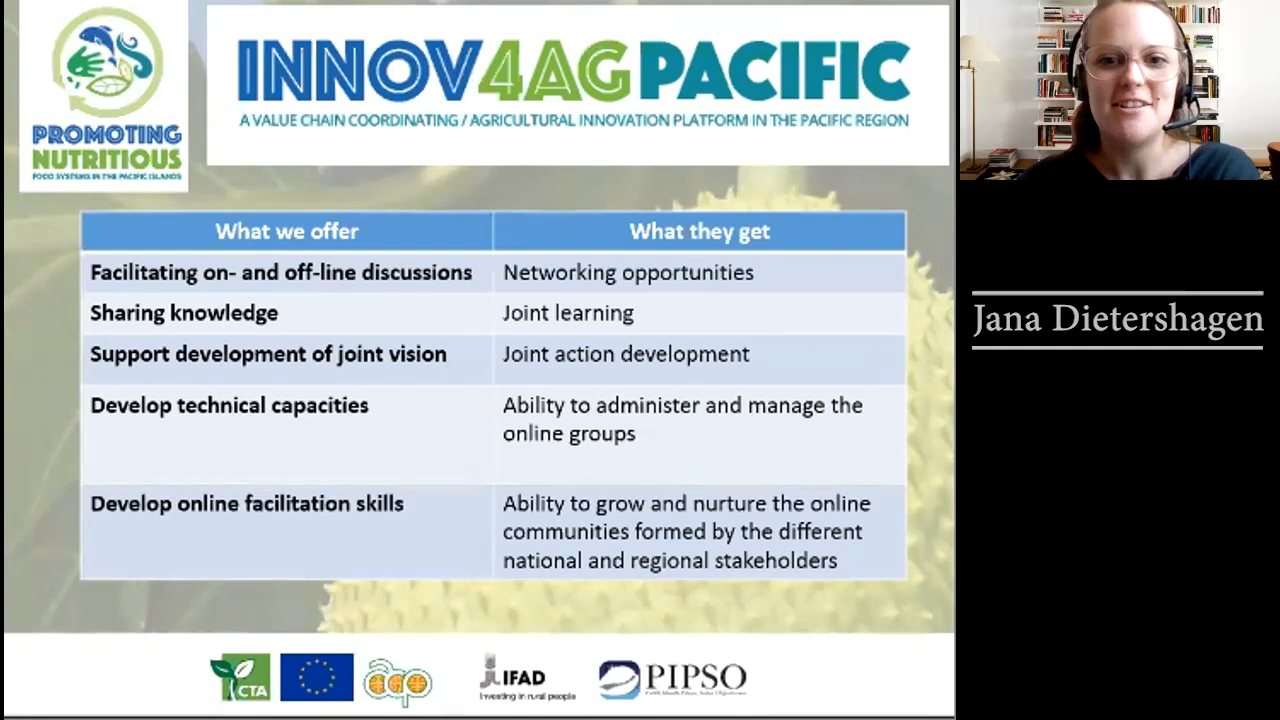 PROMOTING
NUTRITIOUS
FOOD SYSTEMS IN THE PACIFIC ISLANDS
INNOV4AGPACIFIC
A VALUE CHAIN COORDINATING / AGRICULTURAL INNOVATION PLATFORM IN THE PACIFIC REGION
What we offer What they get
Facilitating on- and off-line discussions Networking opportunities
Sharing knowledge Joint learning
Support development of joint vision Joint action development
Develop technical capacities Ability to administer and manage the
online groups
Develop online facilitation skills Ability to grow and nurture the online
communities formed by the different
national and regional stakeholders
CTA
acp
IFAD
Investing in rural people
PIPSO
Jana Dietershagen